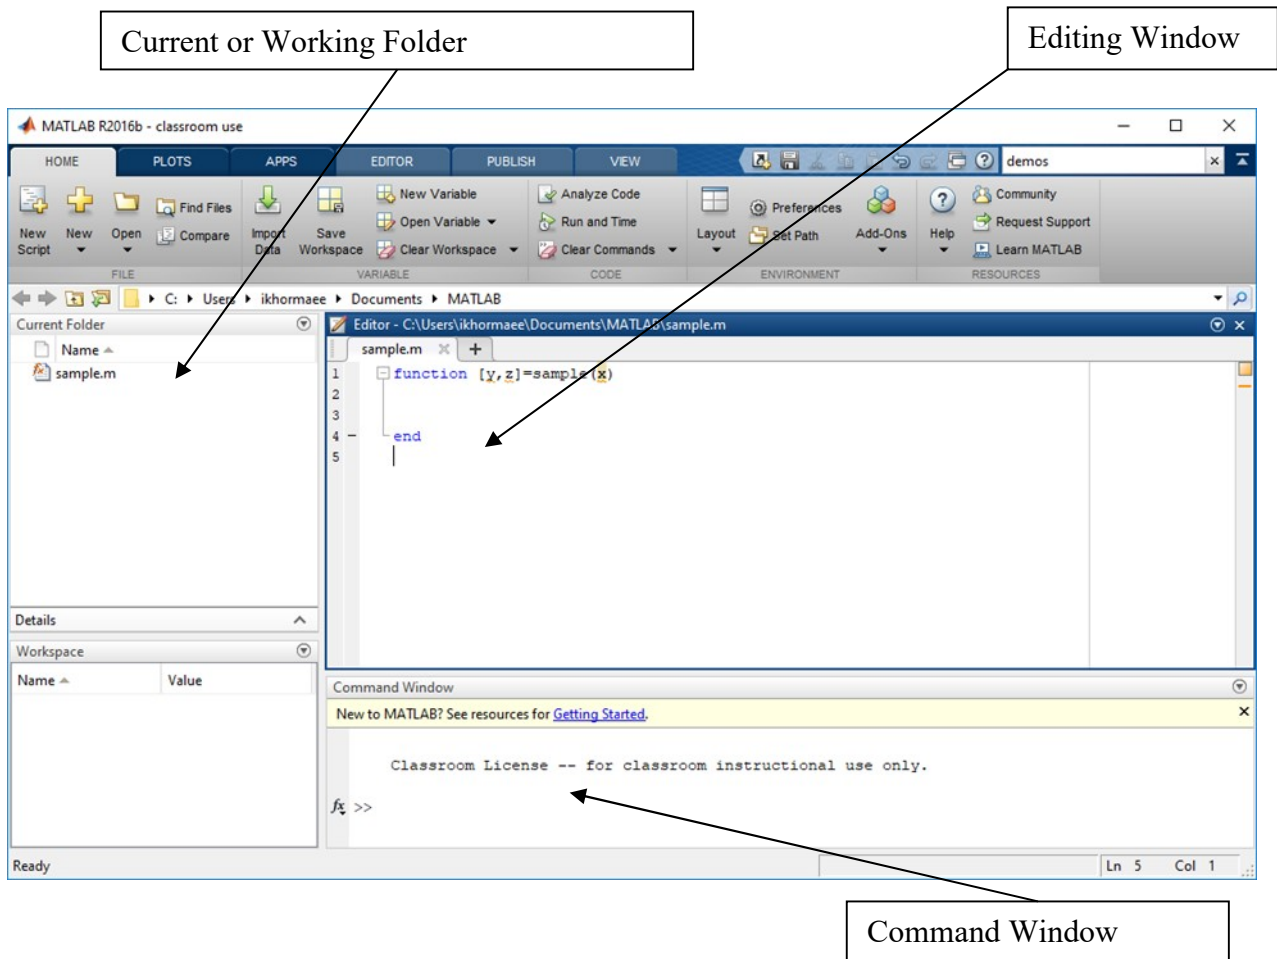 Current or Working Folder
Editing Window
MATLAB R2016b - classroom use
HOME PLOTS APPS EDITOR PUBLISH VIEW demos
New Script
New
Open
Find Files
Compare
FILE
Import Data
Save Workspace
New Variable
Open Variable
Clear Workspace
VARIABLE
Analyze Code
Run and Time
Clear Commands
CODE
Layout
Preferences
Set Path
Add-Ons
ENVIRONMENT
Help
Community
Request Support
Learn MATLAB
RESOURCES
C: Users ikhormaee Documents MATLAB
Current Folder
Name
sample.m
Details
Workspace
Name Value
Editor - C:\Users\ikhormaee\Documents\MATLAB\sample.m
sample.m
1 function [y,z]=sample(x)
2
3
4 - end
5
Command Window
New to MATLAB? See resources for Getting Started.
Classroom License -- for classroom instructional use only.
fx >>
Ready
Ln 5 Col 1
Command Window